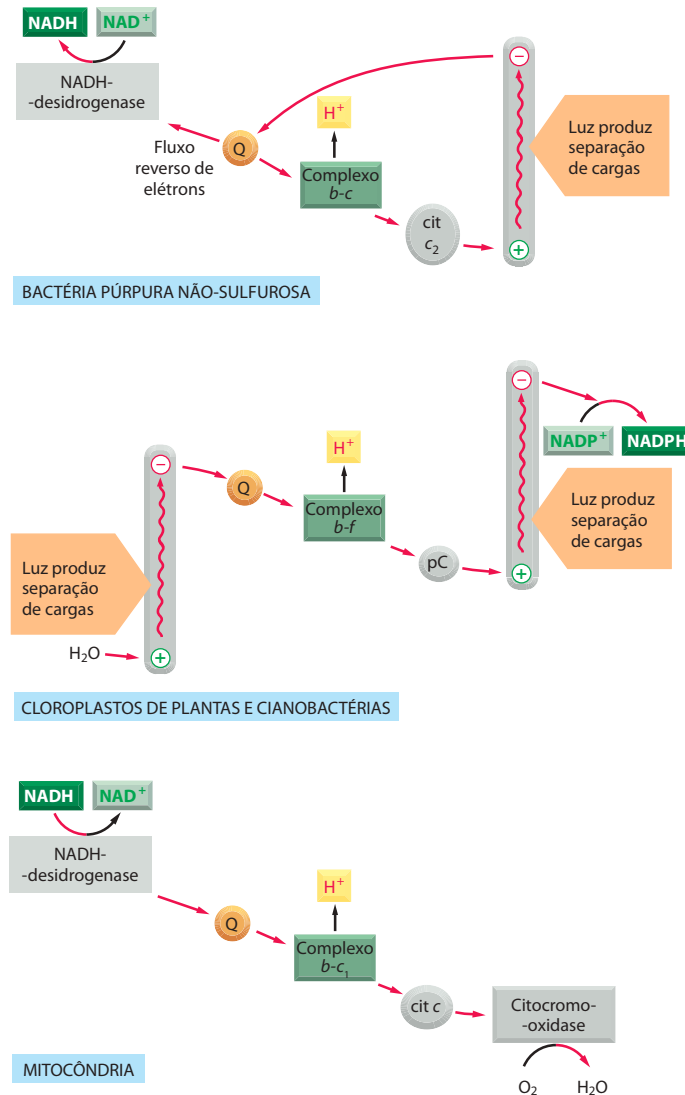 NADH NAD⁺
NADH-
-desidrogenase
Fluxo
reverso de
elétrons
Q
H⁺
Complexo
b-c
cit
c₂
−
+
Luz produz
separação
de cargas
BACTÉRIA PÚRPURA NÃO-SULFUROSA
−
+
Luz produz
separação
de cargas
H₂O
Q
H⁺
Complexo
b-f
pC
−
+
NADP⁺ NADPH
Luz produz
separação
de cargas
CLOROPLASTOS DE PLANTAS E CIANOBACTÉRIAS
NADH NAD⁺
NADH-
-desidrogenase
Q
H⁺
Complexo
b-c₁
cit c
Citocromo-
-oxidase
O₂ H₂O
MITOCÔNDRIA